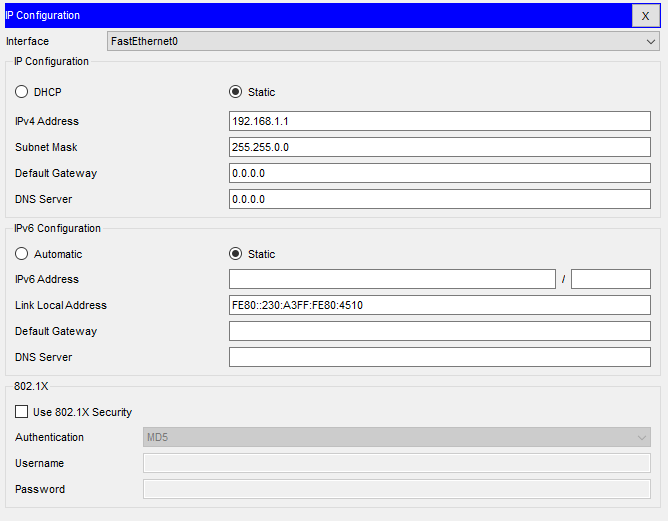 IP Configuration X
Interface FastEthernet0
IP Configuration
DHCP Static
IPv4 Address 192.168.1.1
Subnet Mask 255.255.0.0
Default Gateway 0.0.0.0
DNS Server 0.0.0.0
IPv6 Configuration
Automatic Static
IPv6 Address /
Link Local Address FE80::230:A3FF:FE80:4510
Default Gateway
DNS Server
802.1X
Use 802.1X Security
Authentication MD5
Username
Password